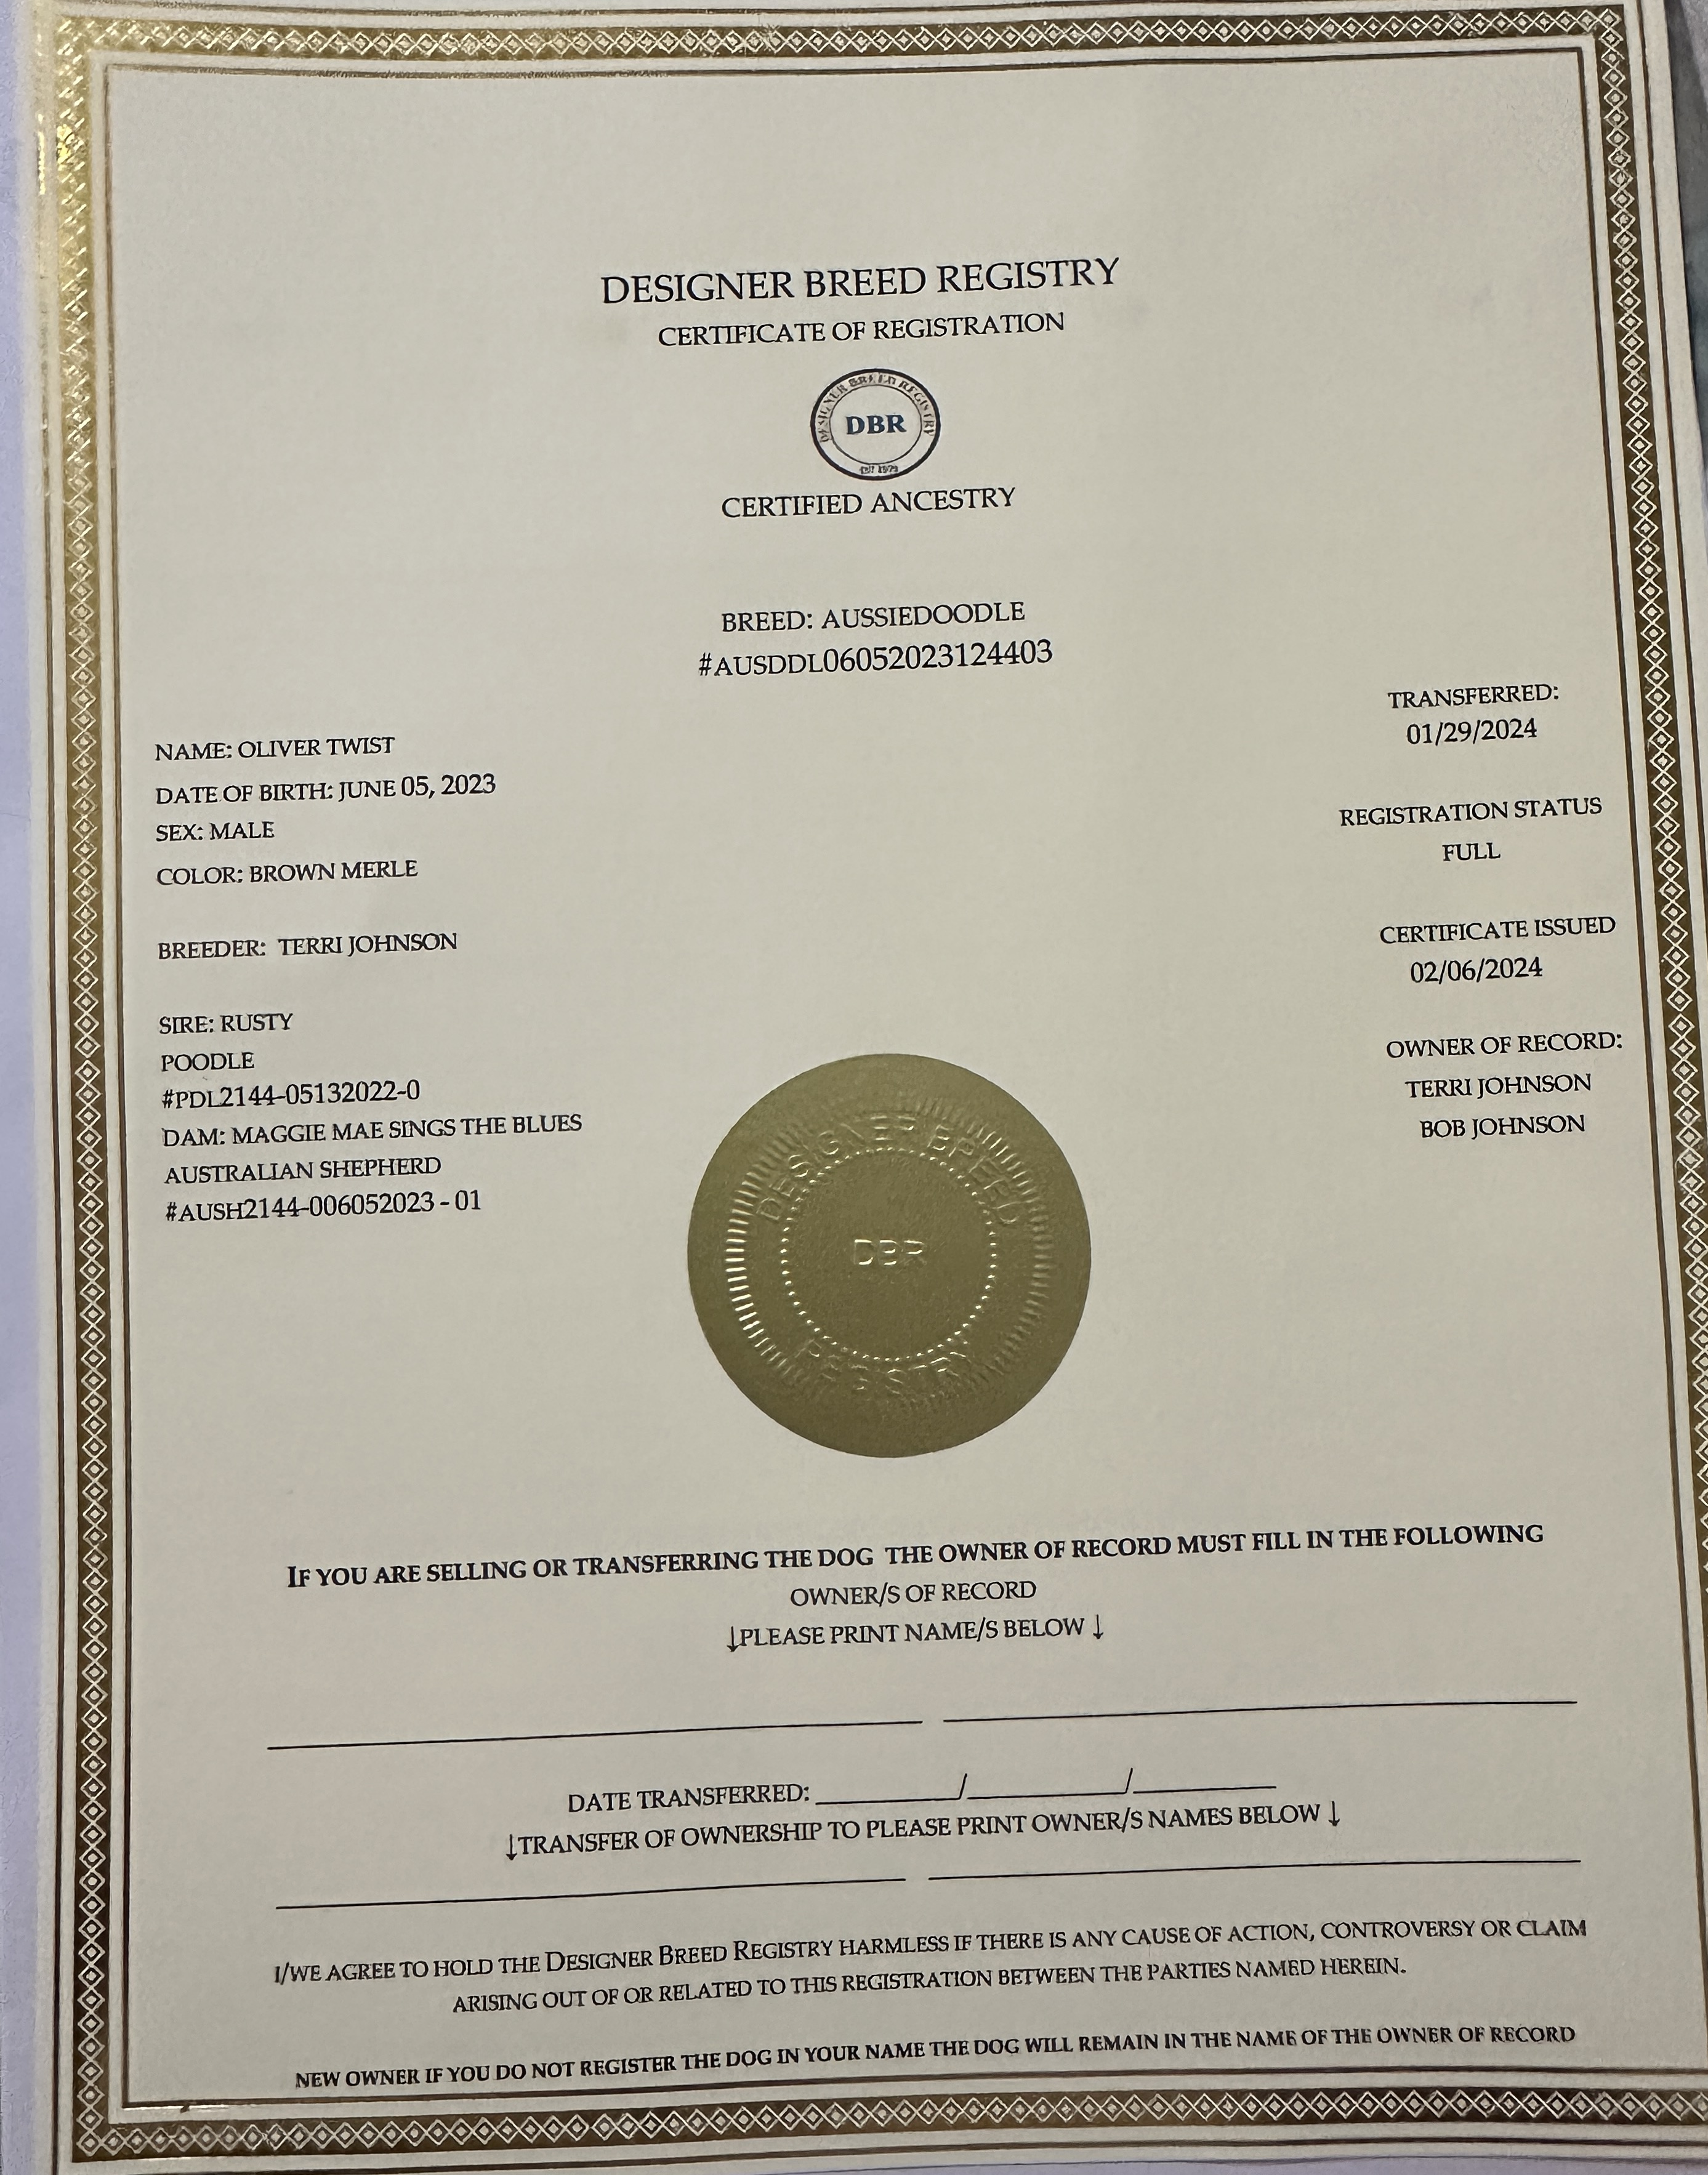 DESIGNER BREED REGISTRY
CERTIFICATE OF REGISTRATION
DESIGNER BREED REGISTRY
DBR
CERTIFIED ANCESTRY
BREED: AUSSIEDOODLE
#AUSDDL06052023124403
TRANSFERRED:
01/29/2024
NAME: OLIVER TWIST
DATE OF BIRTH: JUNE 05, 2023
SEX: MALE
COLOR: BROWN MERLE
REGISTRATION STATUS
FULL
BREEDER: TERRI JOHNSON
CERTIFICATE ISSUED
02/06/2024
SIRE: RUSTY
POODLE
#PDL2144-05132022-0
DAM: MAGGIE MAE SINGS THE BLUES
AUSTRALIAN SHEPHERD
#AUSH2144-006052023 - 01
OWNER OF RECORD:
TERRI JOHNSON
BOB JOHNSON
DESIGNER BREED
DBR
REGISTRY
IF YOU ARE SELLING OR TRANSFERRING THE DOG THE OWNER OF RECORD MUST FILL IN THE FOLLOWING
OWNER/S OF RECORD
↓PLEASE PRINT NAME/S BELOW ↓
DATE TRANSFERRED: ________/________/________
↓TRANSFER OF OWNERSHIP TO PLEASE PRINT OWNER/S NAMES BELOW ↓
I/WE AGREE TO HOLD THE DESIGNER BREED REGISTRY HARMLESS IF THERE IS ANY CAUSE OF ACTION, CONTROVERSY OR CLAIM
ARISING OUT OF OR RELATED TO THIS REGISTRATION BETWEEN THE PARTIES NAMED HEREIN.
NEW OWNER IF YOU DO NOT REGISTER THE DOG IN YOUR NAME THE DOG WILL REMAIN IN THE NAME OF THE OWNER OF RECORD